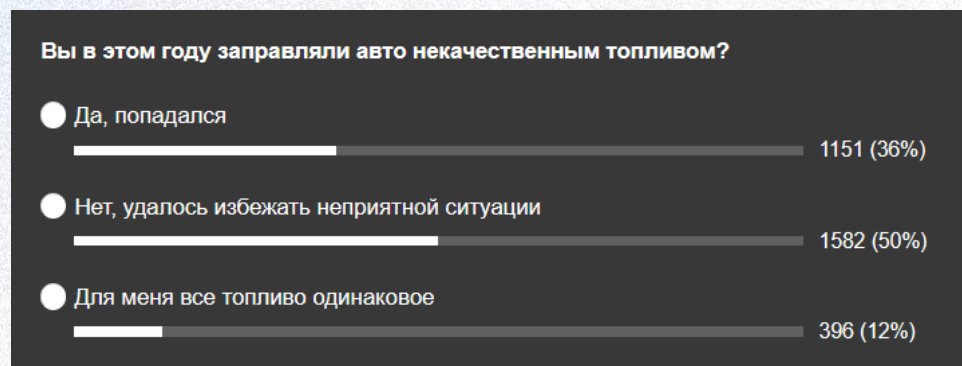 Вы в этом году заправляли авто некачественным топливом?
Да, попадался
1151 (36%)
Нет, удалось избежать неприятной ситуации
1582 (50%)
Для меня все топливо одинаковое
396 (12%)